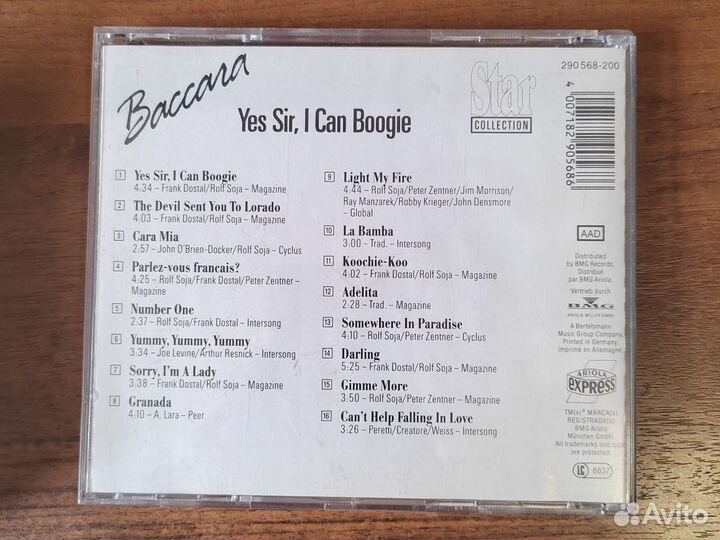 Baccara
Yes Sir, I Can Boogie
Star
COLLECTION
290 568-200
4 007182 905686
1 Yes Sir, I Can Boogie
4:34 – Frank Dostal/Rolf Soja – Magazine
2 The Devil Sent You To Lorado
4:03 – Frank Dostal/Rolf Soja – Magazine
3 Cara Mia
2:57 – John O'Brien-Docker/Rolf Soja – Cyclus
4 Parlez-vous francais?
4:25 – Rolf Soja/Frank Dostal/Peter Zentner –
Magazine
5 Number One
2:37 – Rolf Soja/Frank Dostal – Intersong
6 Yummy, Yummy, Yummy
3:34 – Joe Levine/Arthur Resnick – Intersong
7 Sorry, I'm A Lady
3:38 – Frank Dostal/Rolf Soja – Magazine
8 Granada
4:10 – A. Lara – Peer
9 Light My Fire
4:44 – Rolf Soja/Peter Zentner/Jim Morrison/
Ray Manzarek/Robby Krieger/John Densmore
– Global
10 La Bamba
3:00 – Trad. – Intersong
11 Koochie-Koo
4:02 – Frank Dostal/Rolf Soja – Magazine
12 Adelita
2:28 – Trad. – Magazine
13 Somewhere In Paradise
4:10 – Rolf Soja/Peter Zentner – Cyclus
14 Darling
5:25 – Frank Dostal/Rolf Soja – Magazine
15 Gimme More
3:50 – Rolf Soja/Peter Zentner – Magazine
16 Can't Help Falling In Love
3:26 – Peretti/Creatore/Weiss – Intersong
AAD
Distributed
by BMG Records.
Distribué
par BMG Ariola.
Vertrieb durch
BMG
ARIOLA-MILLER GMBH
A Bertelsmann
Music Group Company.
Printed in Germany.
Imprimé en Allemagne.
ARIOLA
EXPRESS
TM(s)® MARCA(s)
REG/STRADA(s)
BMG Ariola
München GmbH.
All trademarks and logos
are protected.
LC 8637
Avito